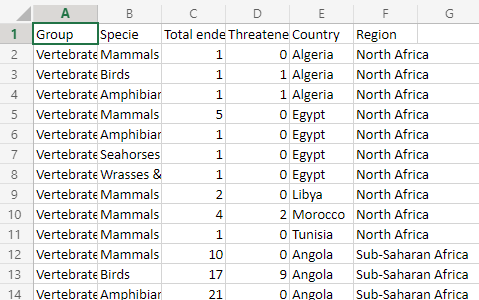 A B C D E F G
1 Group Specie Total ende Threatene Country Region
2 Vertebrate Mammals 1 0 Algeria North Africa
3 Vertebrate Birds 1 1 Algeria North Africa
4 Vertebrate Amphibian 1 1 Algeria North Africa
5 Vertebrate Mammals 5 0 Egypt North Africa
6 Vertebrate Amphibian 1 0 Egypt North Africa
7 Vertebrate Seahorses 1 0 Egypt North Africa
8 Vertebrate Wrasses & 1 0 Egypt North Africa
9 Vertebrate Mammals 2 0 Libya North Africa
10 Vertebrate Mammals 4 2 Morocco North Africa
11 Vertebrate Mammals 1 0 Tunisia North Africa
12 Vertebrate Mammals 10 0 Angola Sub-Saharan Africa
13 Vertebrate Birds 17 9 Angola Sub-Saharan Africa
14 Vertebrate Amphibian 21 0 Angola Sub-Saharan Africa